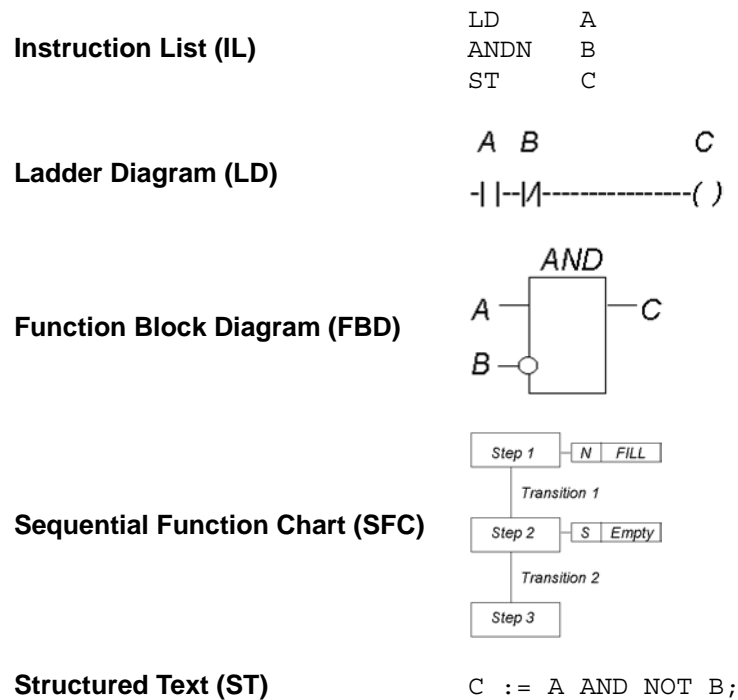 LD A
Instruction List (IL) ANDN B
ST C
A B C
Ladder Diagram (LD) -| |--|/|-----------------( )
AND
A C
Function Block Diagram (FBD)
B
Step 1 N FILL
Transition 1
Sequential Function Chart (SFC) Step 2 S Empty
Transition 2
Step 3
Structured Text (ST) C := A AND NOT B;